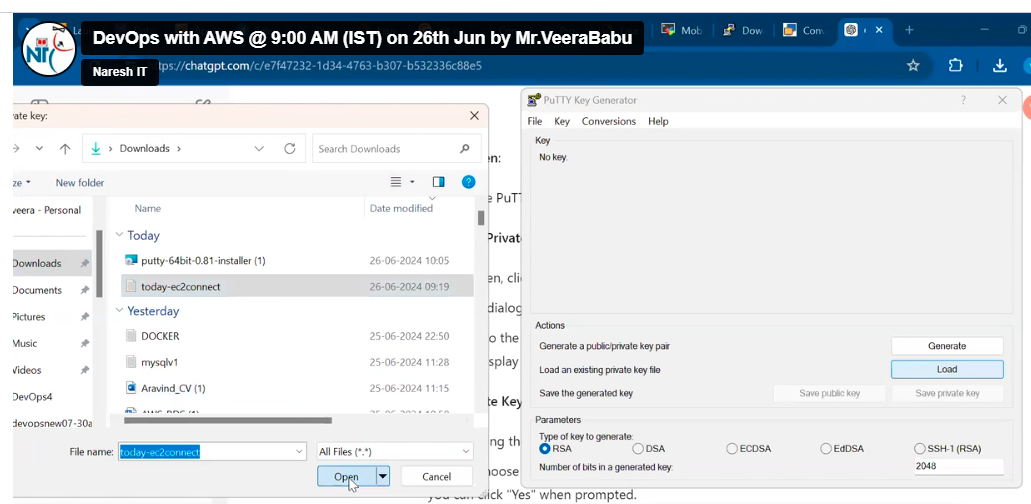 DevOps with AWS @ 9:00 AM (IST) on 26th Jun by Mr.VeeraBabu
Naresh IT
Mob
Dow
Con
ttps://chatgpt.com/c/e7f47232-1d34-4763-b307-b532336c88e5
vate key:
Downloads
Search Downloads
ze
New folder
veera - Personal
Downloads
Documents
Pictures
Music
Videos
DevOps4
devopsnew07-30a
Name
Date modified
Today
putty-64bit-0.81-installer (1) 26-06-2024 10:05
today-ec2connect 26-06-2024 09:19
Yesterday
DOCKER 25-06-2024 22:50
mysqlv1 25-06-2024 11:28
Aravind_CV (1) 25-06-2024 11:15
File name: today-ec2connect All Files (*.*)
Open Cancel
PuTTY Key Generator
File Key Conversions Help
Key
No key.
Actions
Generate a public/private key pair Generate
Load an existing private key file Load
Save the generated key Save public key Save private key
Parameters
Type of key to generate:
RSA DSA ECDSA EdDSA SSH-1 (RSA)
Number of bits in a generated key: 2048
en:
e PuT
Privat
en, cli
dialog
o the
splay
te Key
ng the
hoose
you can click "Yes" when prompted.